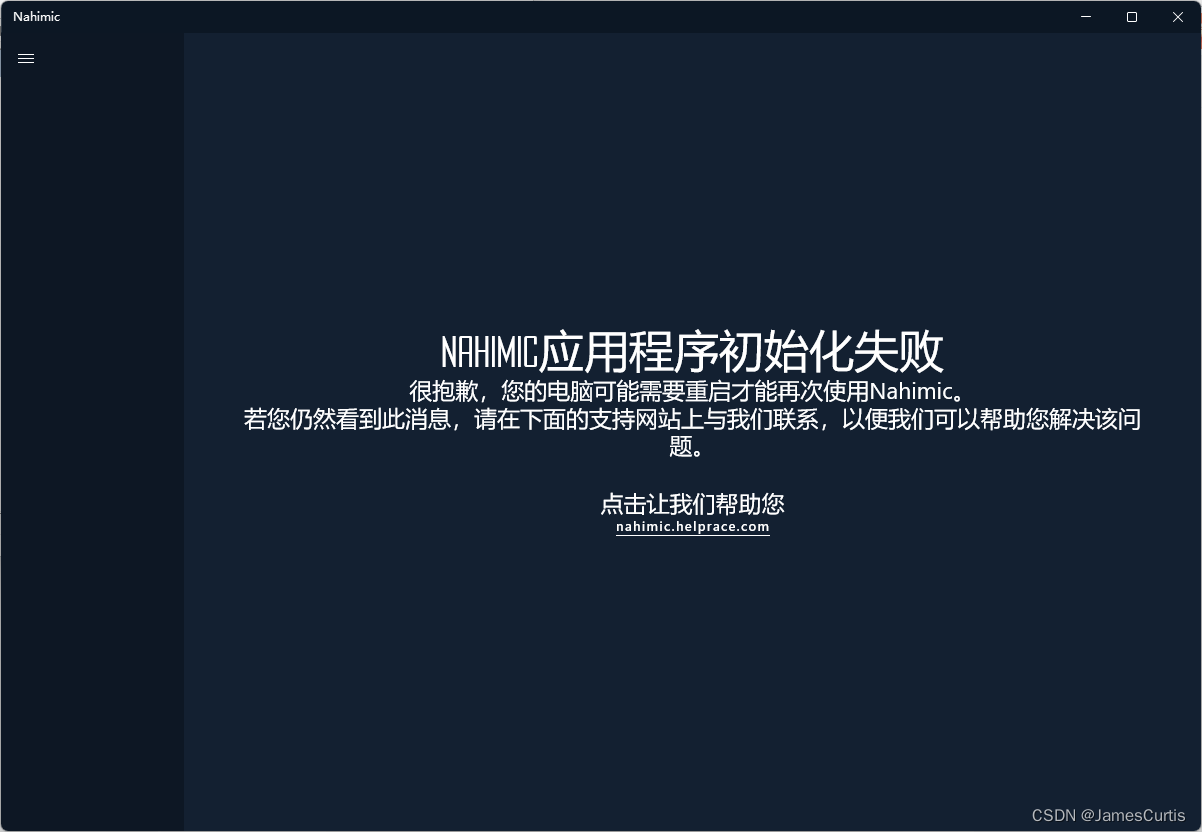 Nahimic
NAHIMIC应用程序初始化失败
很抱歉，您的电脑可能需要重启才能再次使用Nahimic。
若您仍然看到此消息，请在下面的支持网站上与我们联系，以便我们可以帮助您解决该问
题。
点击让我们帮助您
nahimic.helprace.com
CSDN @JamesCurtis